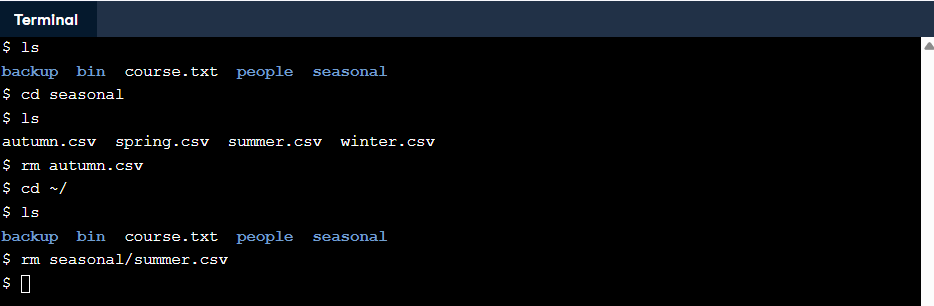 Terminal
$ ls
backup  bin  course.txt  people  seasonal
$ cd seasonal
$ ls
autumn.csv  spring.csv  summer.csv  winter.csv
$ rm autumn.csv
$ cd ~/
$ ls
backup  bin  course.txt  people  seasonal
$ rm seasonal/summer.csv
$